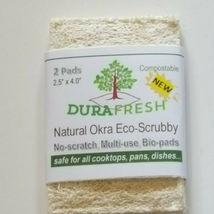 2 Pads
2.5" x 4.0"
Compostable
NEW
DURAFRESH
Natural Okra Eco-Scrubby
No-scratch, Multi-use, Bio-pads
safe for all cooktops, pans, dishes...